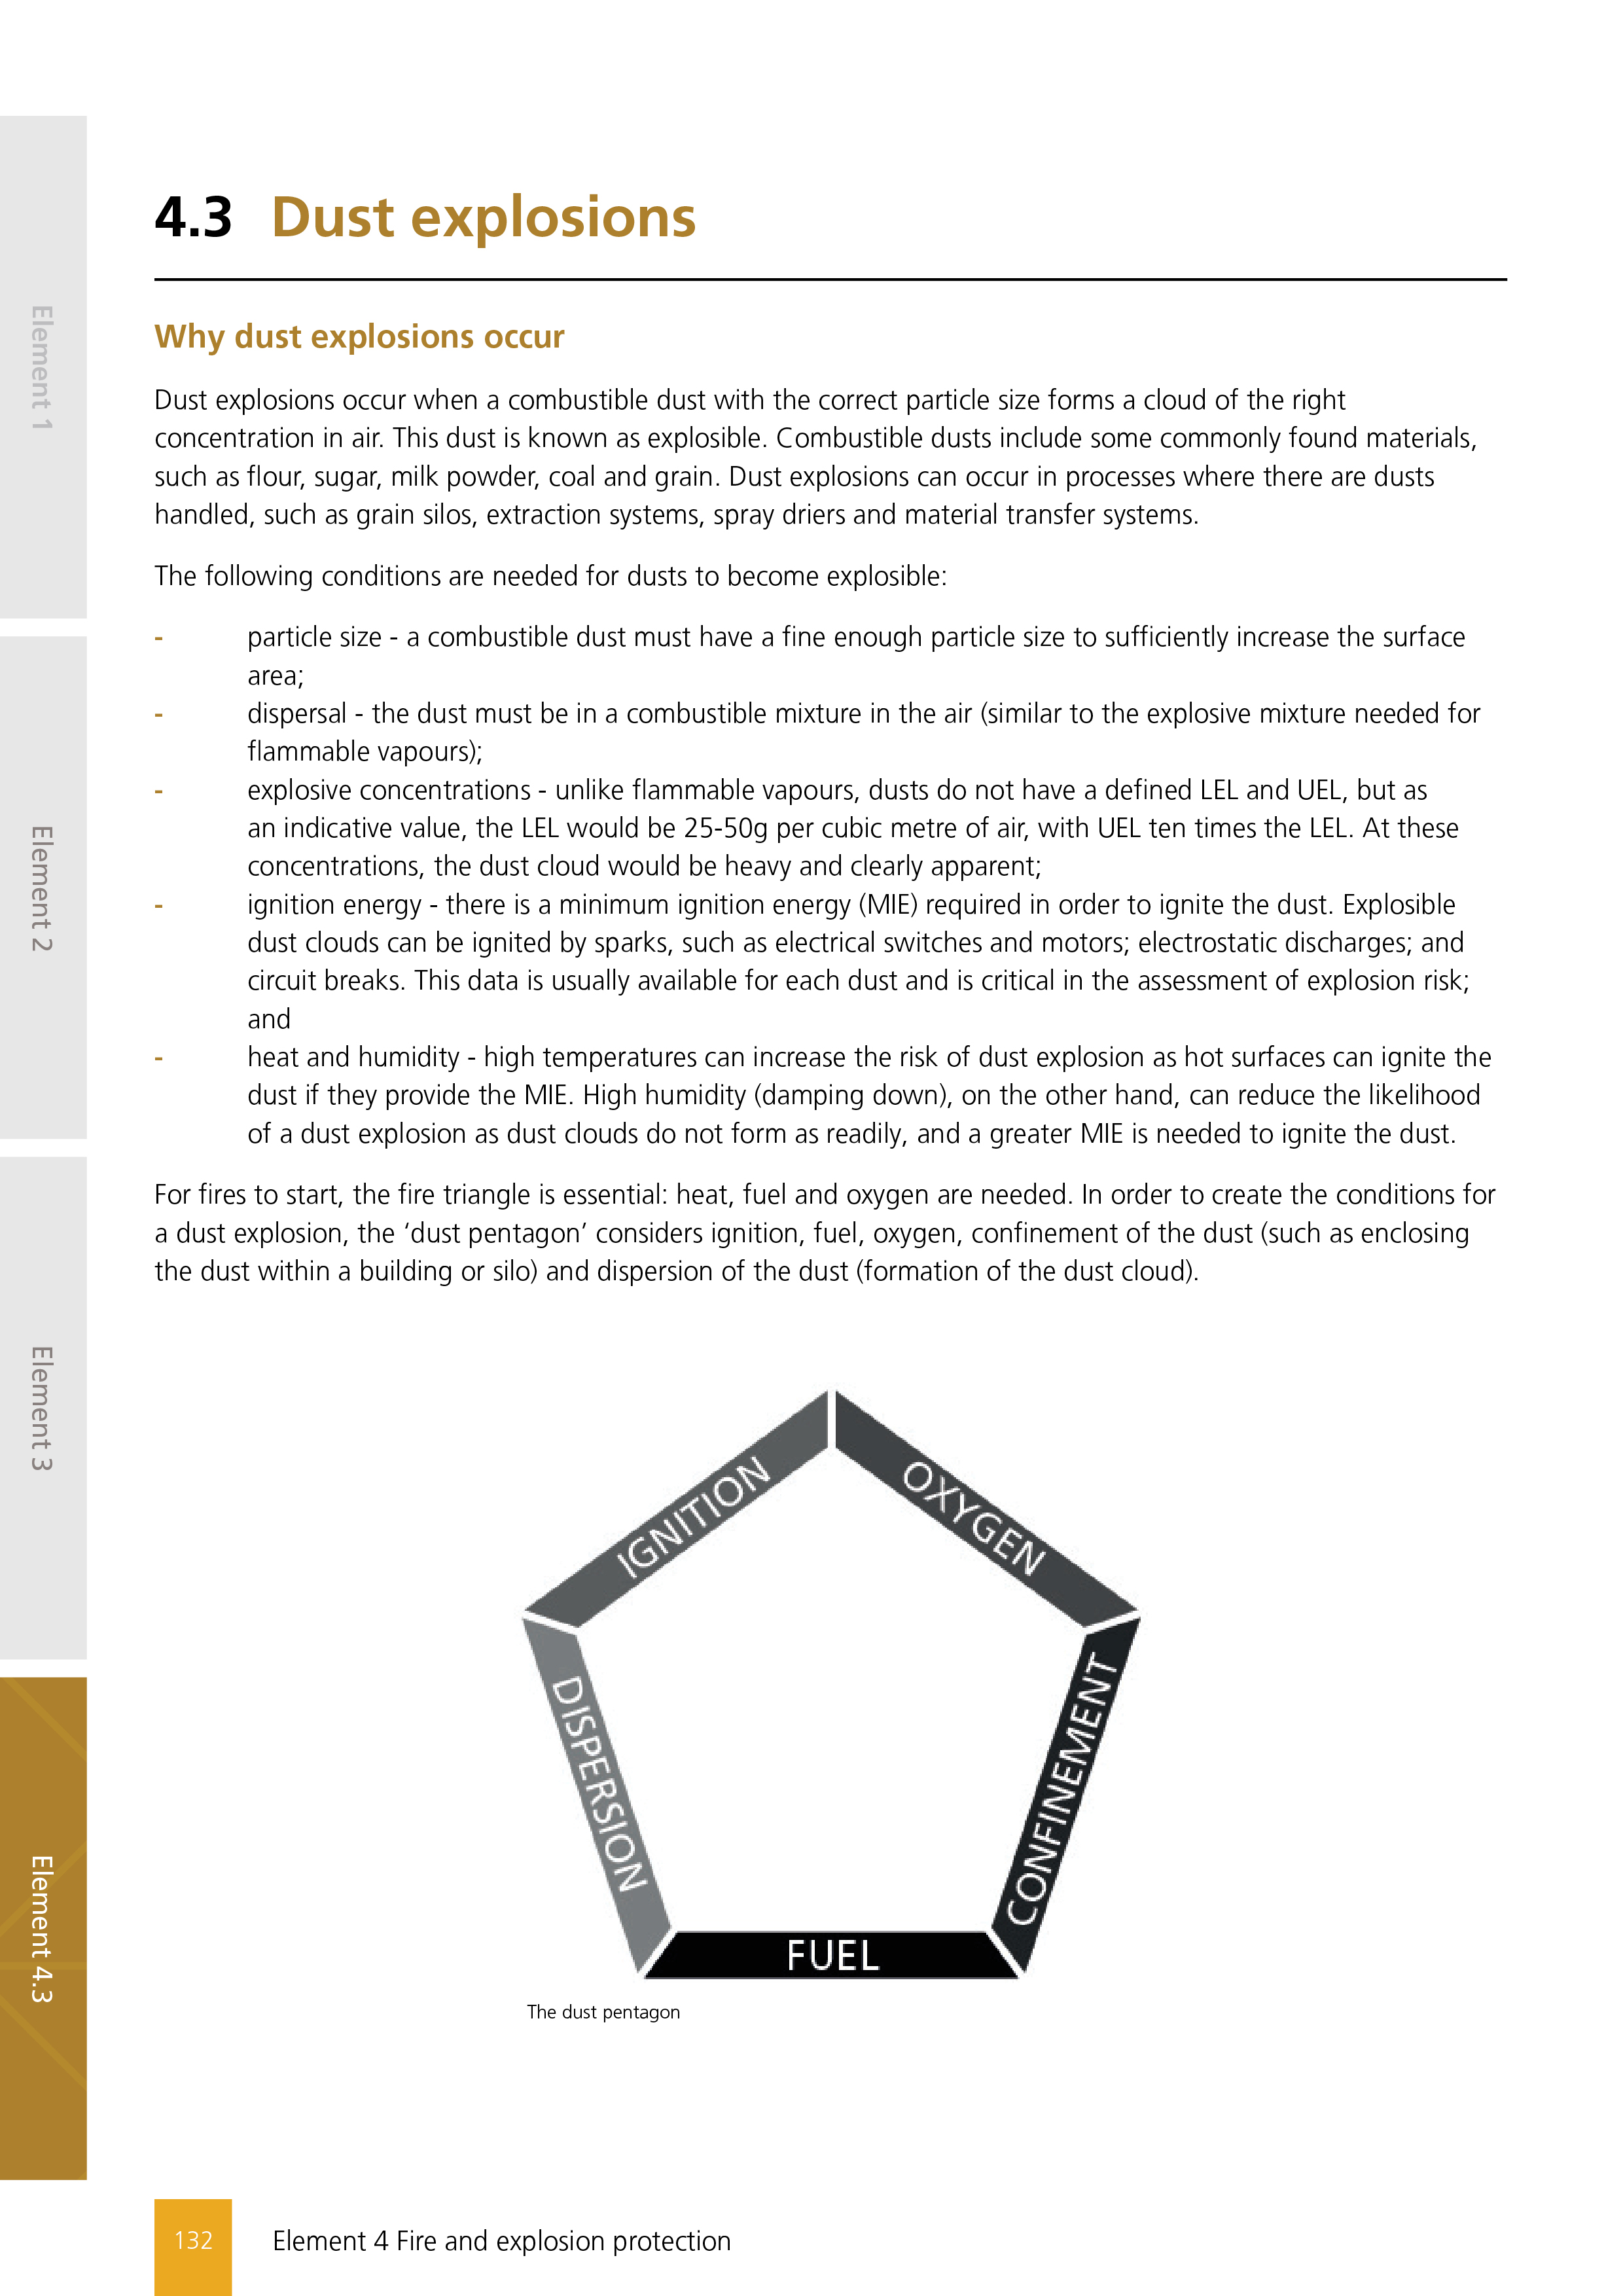 4.3 Dust explosions
Why dust explosions occur
Dust explosions occur when a combustible dust with the correct particle size forms a cloud of the right
concentration in air. This dust is known as explosible. Combustible dusts include some commonly found materials,
such as flour, sugar, milk powder, coal and grain. Dust explosions can occur in processes where there are dusts
handled, such as grain silos, extraction systems, spray driers and material transfer systems.
The following conditions are needed for dusts to become explosible:
- particle size - a combustible dust must have a fine enough particle size to sufficiently increase the surface
area;
- dispersal - the dust must be in a combustible mixture in the air (similar to the explosive mixture needed for
flammable vapours);
- explosive concentrations - unlike flammable vapours, dusts do not have a defined LEL and UEL, but as
an indicative value, the LEL would be 25-50g per cubic metre of air, with UEL ten times the LEL. At these
concentrations, the dust cloud would be heavy and clearly apparent;
- ignition energy - there is a minimum ignition energy (MIE) required in order to ignite the dust. Explosible
dust clouds can be ignited by sparks, such as electrical switches and motors; electrostatic discharges; and
circuit breaks. This data is usually available for each dust and is critical in the assessment of explosion risk;
and
- heat and humidity - high temperatures can increase the risk of dust explosion as hot surfaces can ignite the
dust if they provide the MIE. High humidity (damping down), on the other hand, can reduce the likelihood
of a dust explosion as dust clouds do not form as readily, and a greater MIE is needed to ignite the dust.
For fires to start, the fire triangle is essential: heat, fuel and oxygen are needed. In order to create the conditions for
a dust explosion, the ‘dust pentagon’ considers ignition, fuel, oxygen, confinement of the dust (such as enclosing
the dust within a building or silo) and dispersion of the dust (formation of the dust cloud).
IGNITION
OXYGEN
DISPERSION
CONFINEMENT
FUEL
The dust pentagon
132 Element 4 Fire and explosion protection
Element 1
Element 2
Element 3
Element 4.3